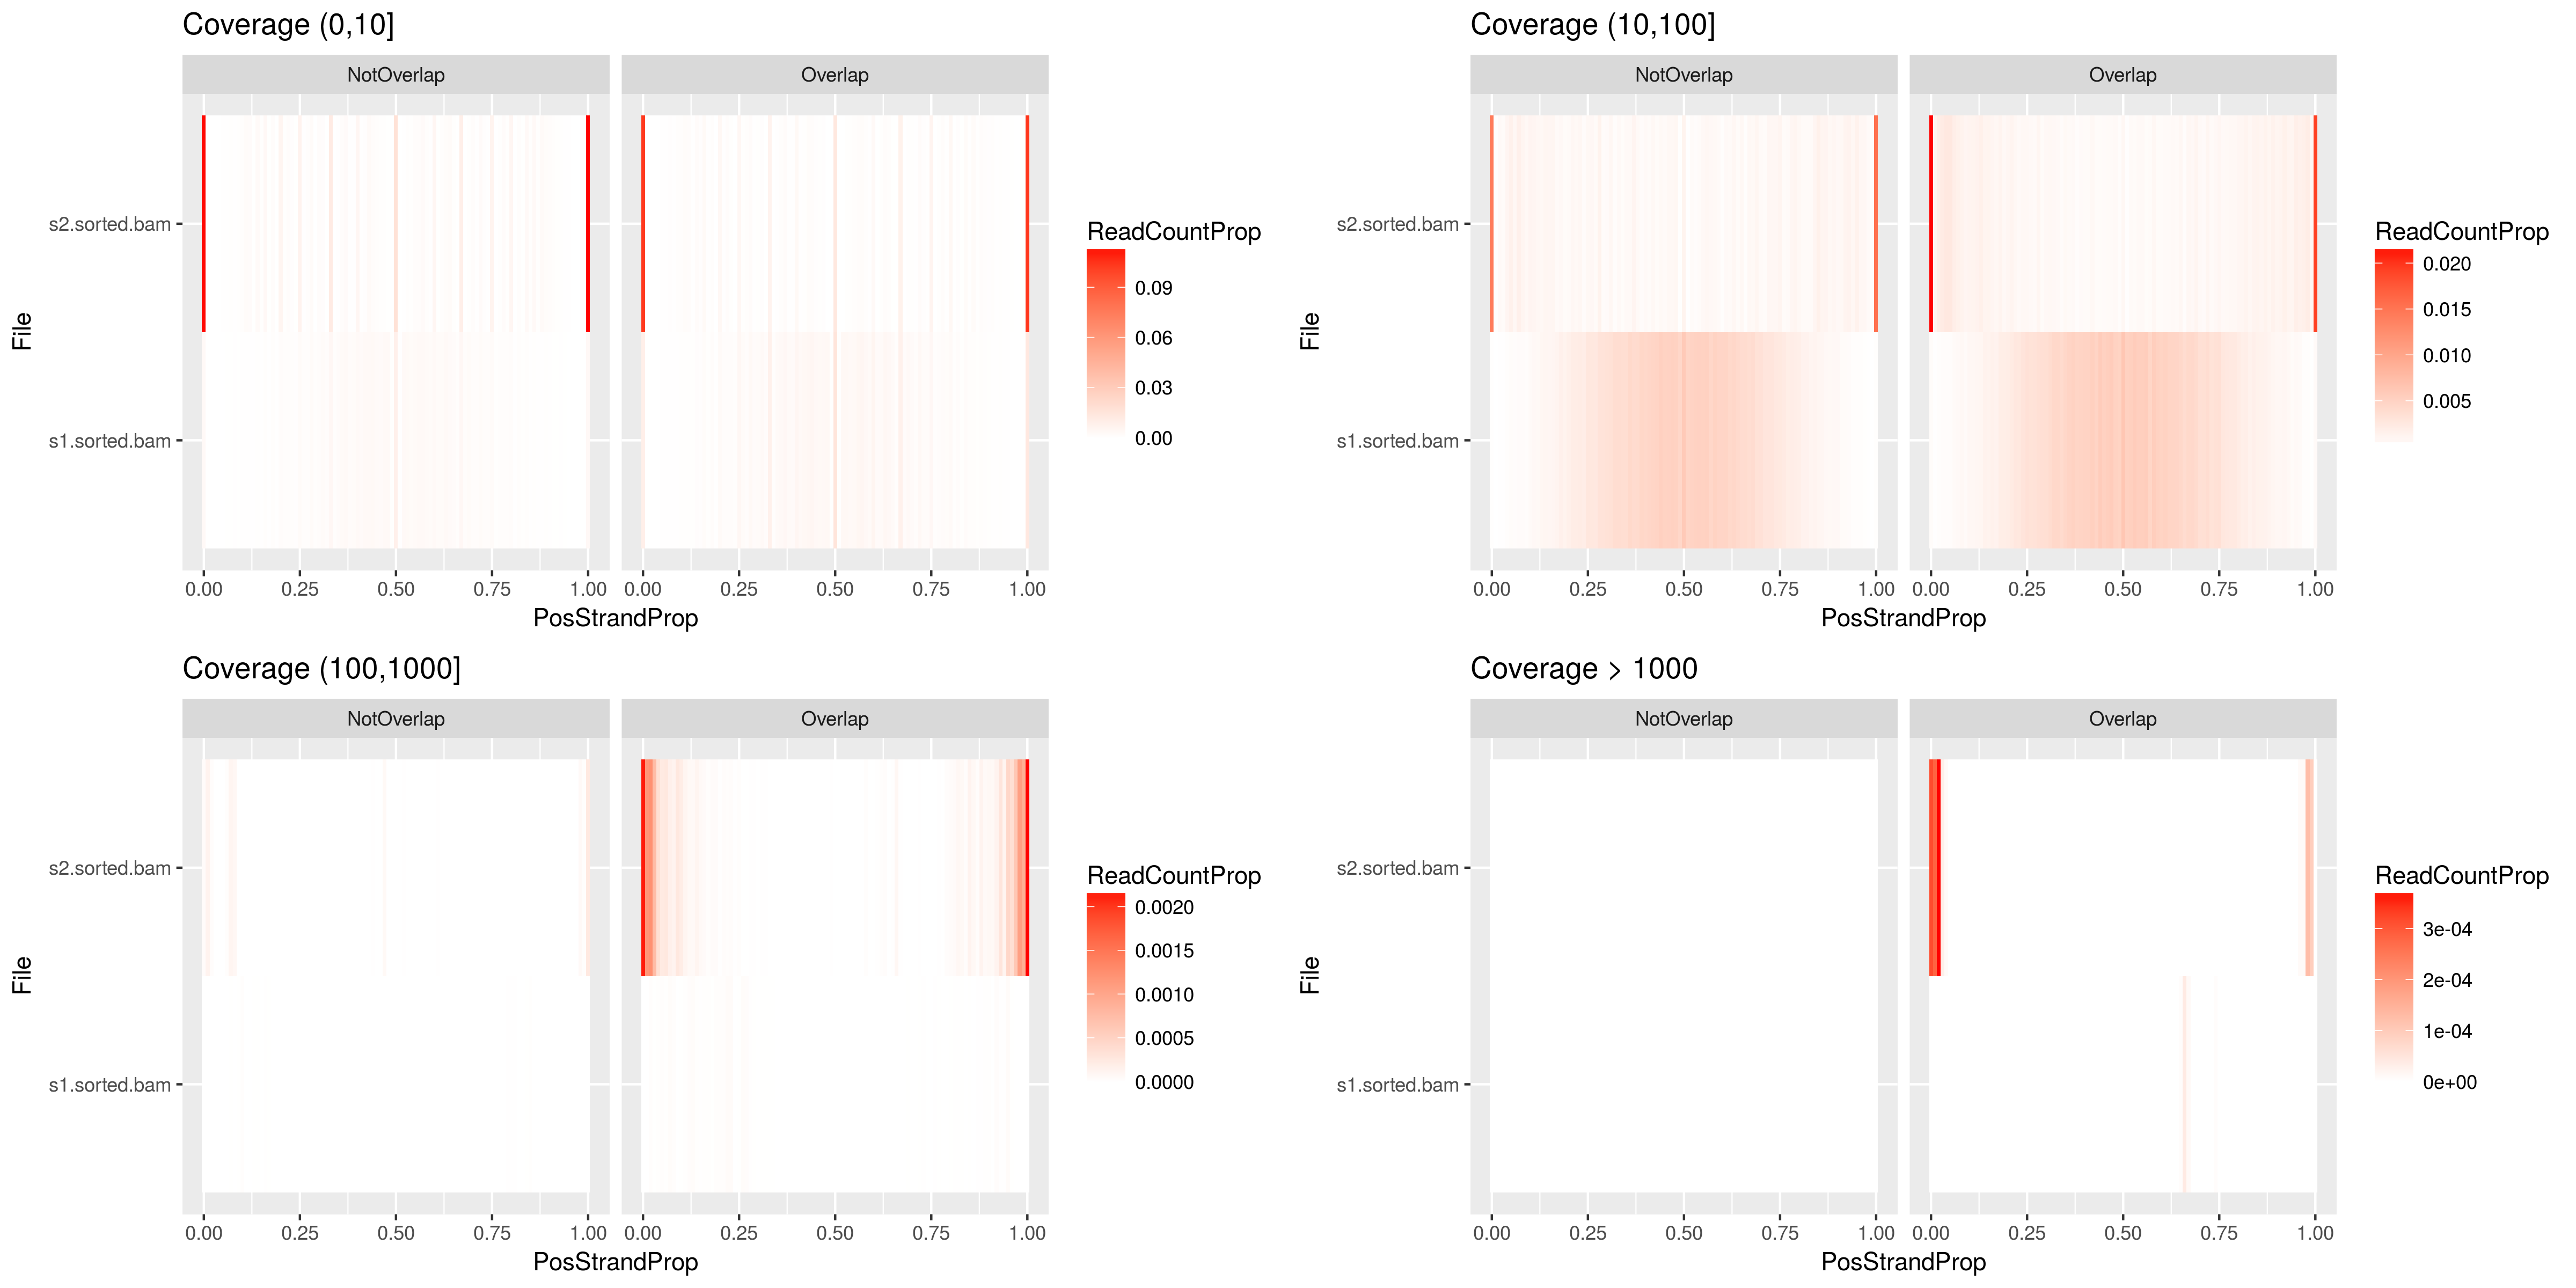 Coverage (0,10]
NotOverlap Overlap
File
s2.sorted.bam
s1.sorted.bam
0.00 0.25 0.50 0.75 1.00 0.00 0.25 0.50 0.75 1.00
PosStrandProp
ReadCountProp
0.09
0.06
0.03
0.00
Coverage (10,100]
NotOverlap Overlap
File
s2.sorted.bam
s1.sorted.bam
0.00 0.25 0.50 0.75 1.00 0.00 0.25 0.50 0.75 1.00
PosStrandProp
ReadCountProp
0.020
0.015
0.010
0.005
Coverage (100,1000]
NotOverlap Overlap
File
s2.sorted.bam
s1.sorted.bam
0.00 0.25 0.50 0.75 1.00 0.00 0.25 0.50 0.75 1.00
PosStrandProp
ReadCountProp
0.0020
0.0015
0.0010
0.0005
0.0000
Coverage > 1000
NotOverlap Overlap
File
s2.sorted.bam
s1.sorted.bam
0.00 0.25 0.50 0.75 1.00 0.00 0.25 0.50 0.75 1.00
PosStrandProp
ReadCountProp
3e-04
2e-04
1e-04
0e+00